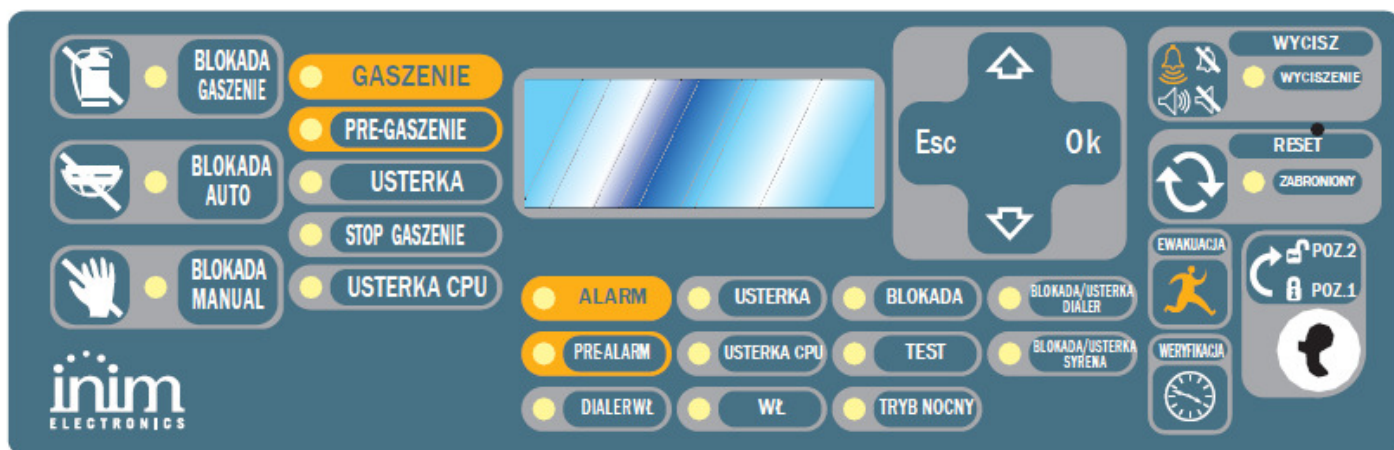 BLOKADA
GASZENIE
BLOKADA
AUTO
BLOKADA
MANUAL
inim
ELECTRONICS
GASZENIE
PRE-GASZENIE
USTERKA
STOP GASZENIE
USTERKA CPU
Esc
Ok
ALARM
USTERKA
BLOKADA
BLOKADA/USTERKA
DIALER
PRE-ALARM
USTERKA CPU
TEST
BLOKADA/USTERKA
SYRENA
DIALER WŁ
WŁ
TRYB NOCNY
WYCISZ
WYCISZENIE
RESET
ZABRONIONY
EWAKUACJA
WERYFIKACJA
POZ.2
POZ.1